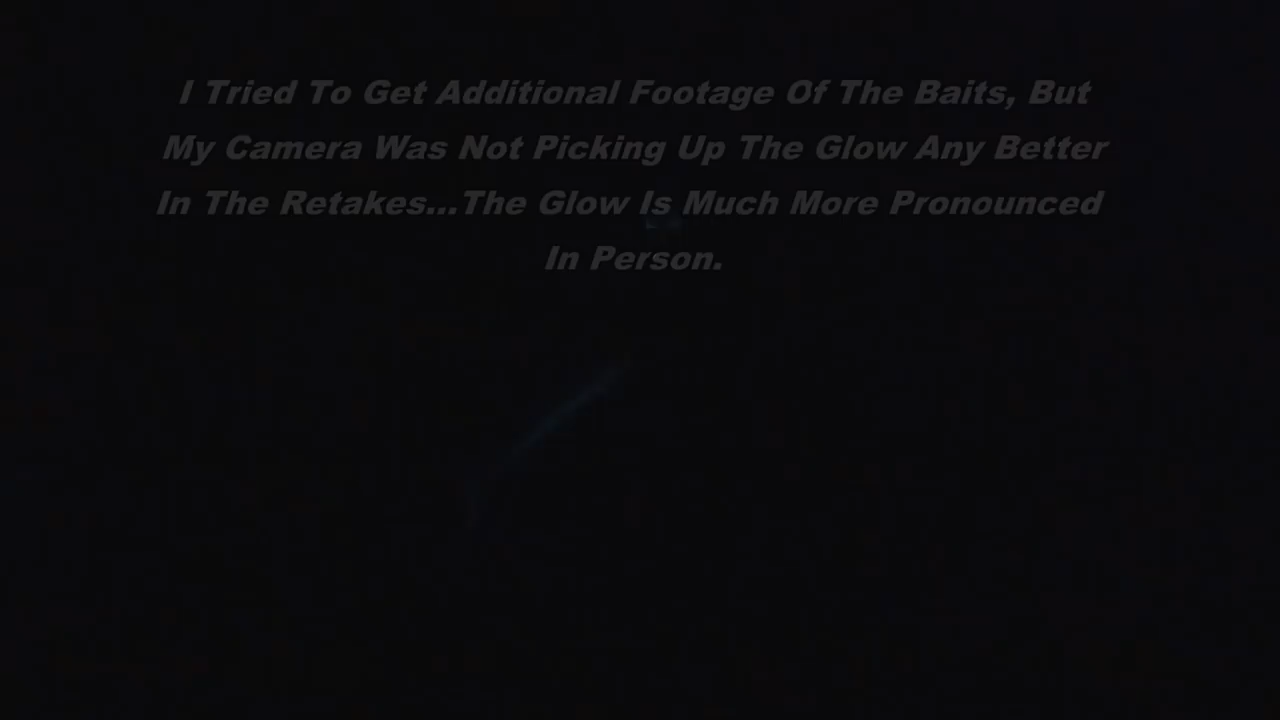 I Tried To Get Additional Footage Of The Baits, But
My Camera Was Not Picking Up The Glow Any Better
In The Retakes...The Glow Is Much More Pronounced
In Person.